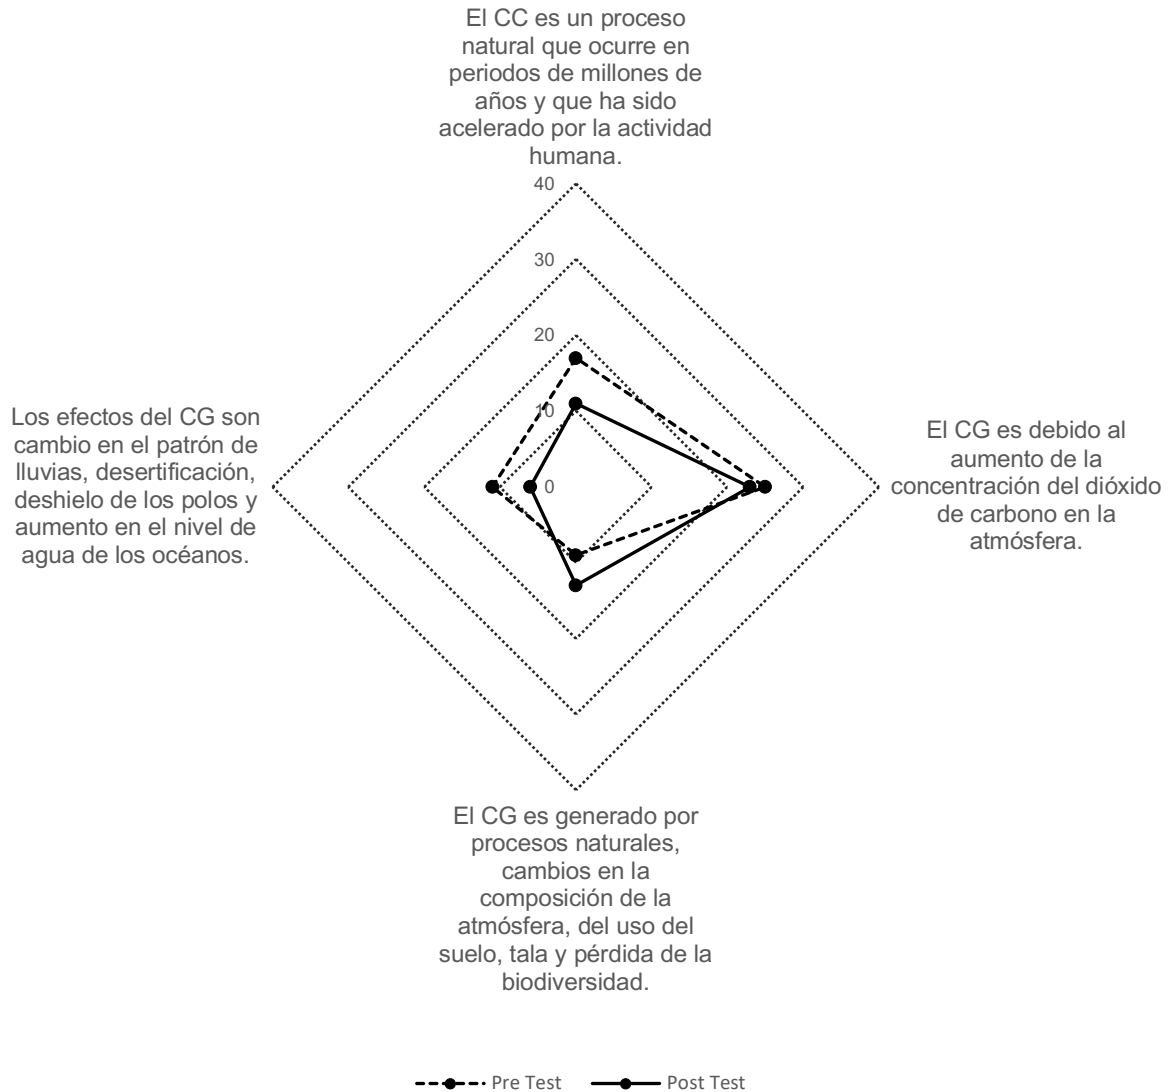 El CC es un proceso
natural que ocurre en
periodos de millones de
años y que ha sido
acelerado por la actividad
humana.
40
30
20
10
0
Los efectos del CG son
cambio en el patrón de
lluvias, desertificación,
deshielo de los polos y
aumento en el nivel de
agua de los océanos.
El CG es debido al
aumento de la
concentración del dióxido
de carbono en la
atmósfera.
El CG es generado por
procesos naturales,
cambios en la
composición de la
atmósfera, del uso del
suelo, tala y pérdida de la
biodiversidad.
Pre Test
Post Test